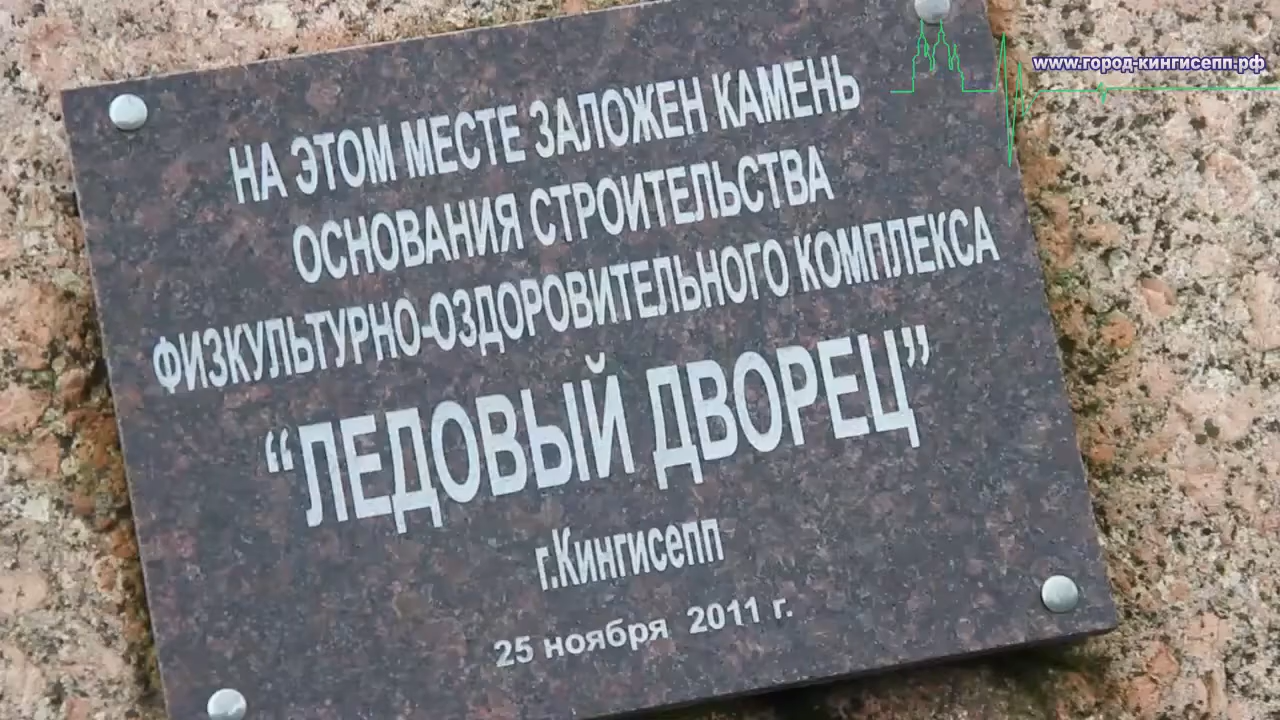 www.город-кингисепп.рф
НА ЭТОМ МЕСТЕ ЗАЛОЖЕН КАМЕНЬ
ОСНОВАНИЯ СТРОИТЕЛЬСТВА
ФИЗКУЛЬТУРНО-ОЗДОРОВИТЕЛЬНОГО КОМПЛЕКСА
“ЛЕДОВЫЙ ДВОРЕЦ”
г.Кингисепп
25 ноября 2011 г.